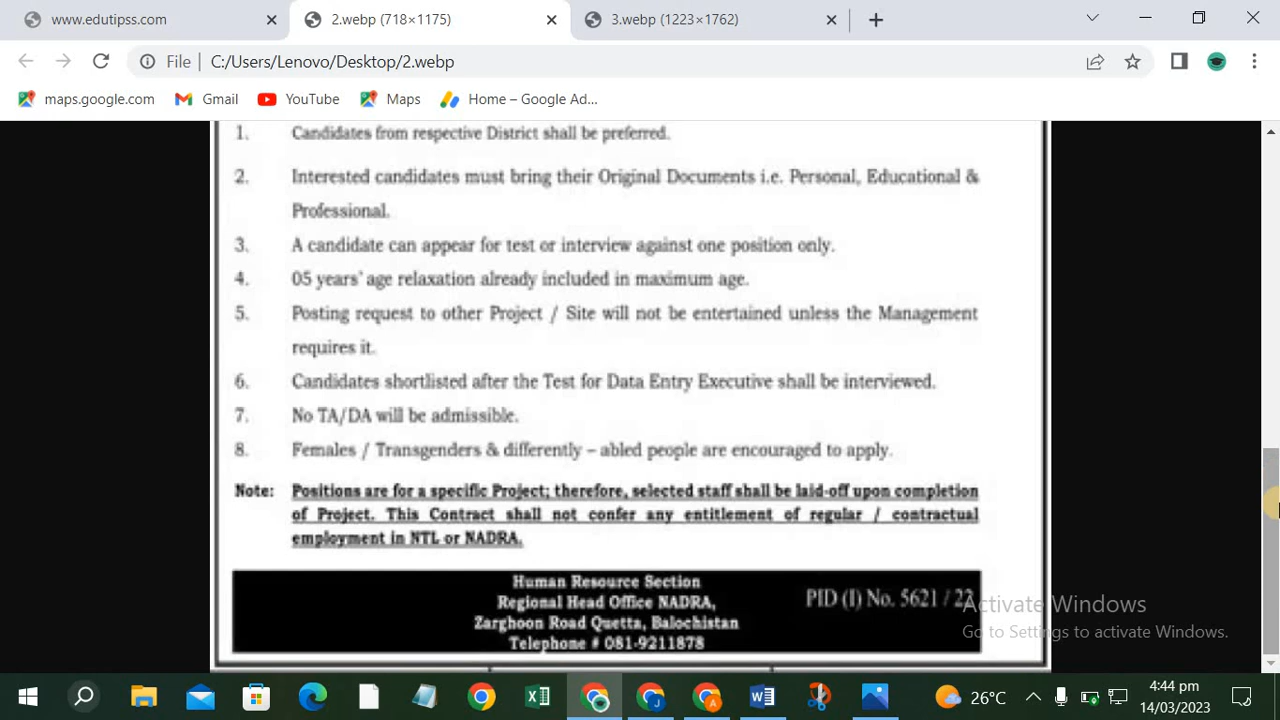 www.edutipss.com
2.webp (718×1175)
3.webp (1223×1762)
File
C:/Users/Lenovo/Desktop/2.webp
maps.google.com
Gmail
YouTube
Maps
Home – Google Ad...
1. Candidates from respective District shall be preferred.
2. Interested candidates must bring their Original Documents i.e. Personal, Educational &
Professional.
3. A candidate can appear for test or interview against one position only.
4. 05 years' age relaxation already included in maximum age.
5. Posting request to other Project / Site will not be entertained unless the Management
requires it.
6. Candidates shortlisted after the Test for Data Entry Executive shall be interviewed.
7. No TA/DA will be admissible.
8. Females / Transgenders & differently – abled people are encouraged to apply.
Note: Positions are for a specific Project; therefore, selected staff shall be laid-off upon completion
of Project. This Contract shall not confer any entitlement of regular / contractual
employment in NTL or NADRA.
Human Resource Section
Regional Head Office NADRA,
Zarghoon Road Quetta, Balochistan
Telephone # 081-9211878
PID (I) No. 5621 / 22
Activate Windows
Go to Settings to activate Windows.
26°C
4:44 pm
14/03/2023